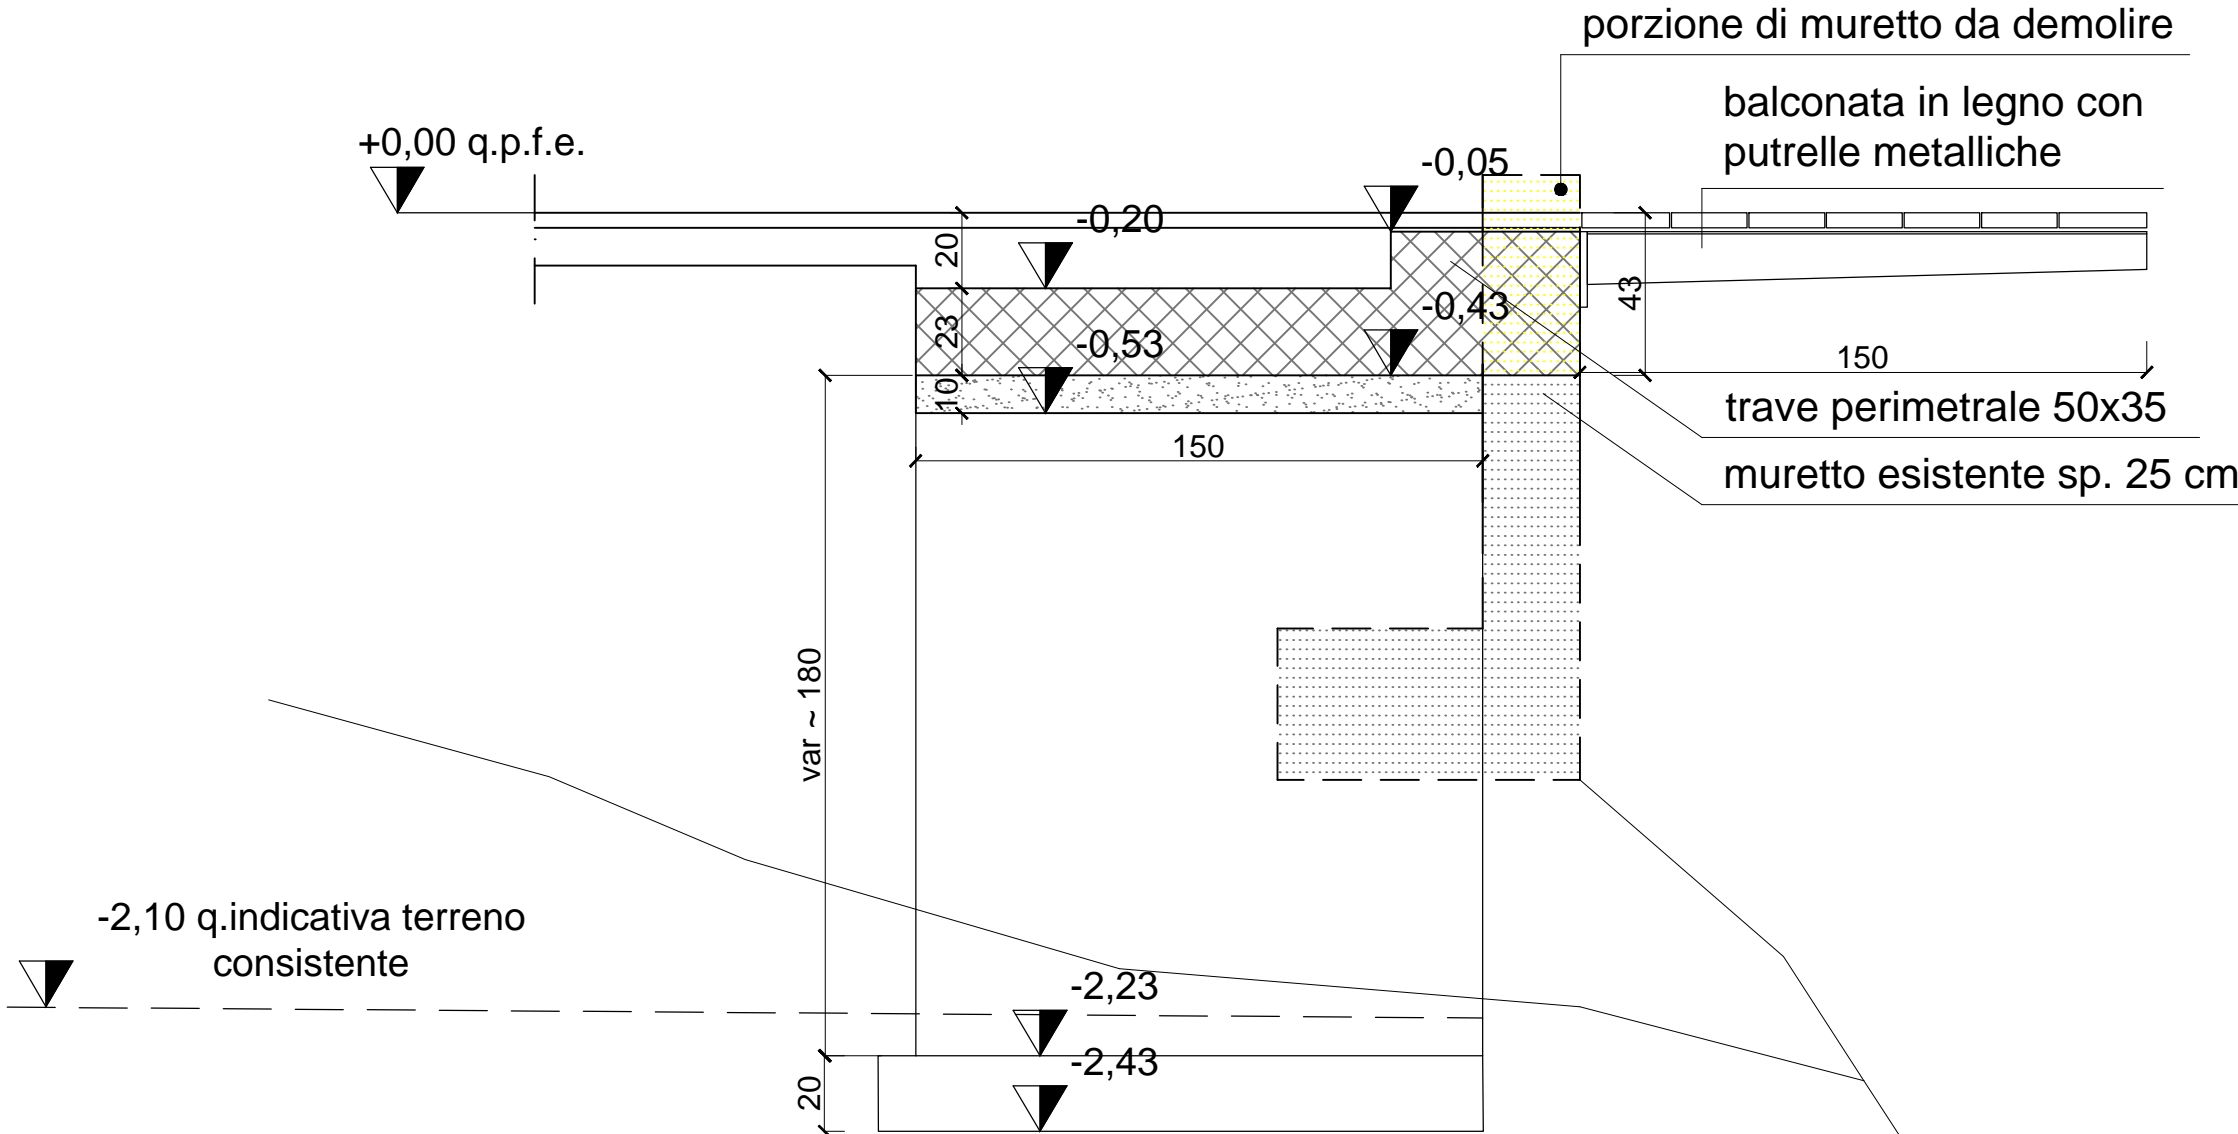 porzione di muretto da demolire
balconata in legno con
putrelle metalliche
+0,00 q.p.f.e.
-0,05
-0,20
20
-0,43
43
23
-0,53
150
10
trave perimetrale 50x35
150
muretto esistente sp. 25 cm
var ~ 180
-2,10 q.indicativa terreno
consistente
-2,23
-2,43
20